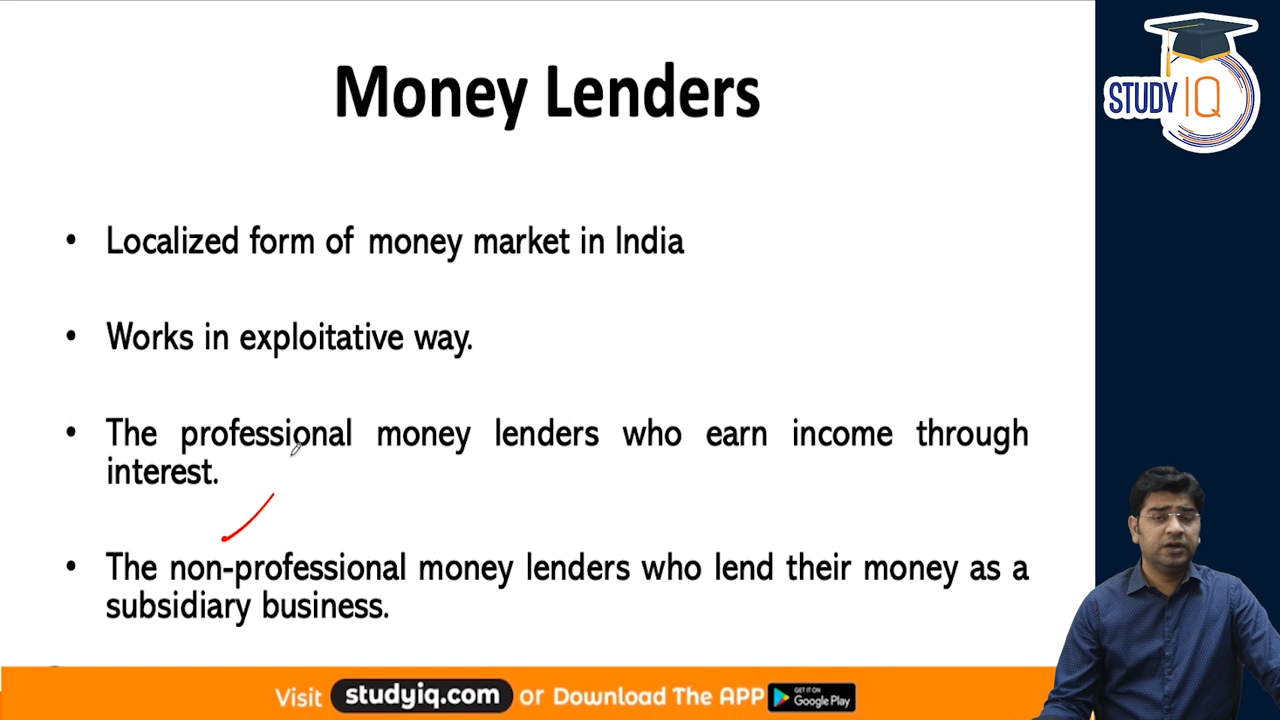 Money Lenders
STUDY IQ
• Localized form of money market in India
• Works in exploitative way.
• The professional money lenders who earn income through
interest.
• The non-professional money lenders who lend their money as a
subsidiary business.
Visit studyiq.com or Download The APP GET IT ON Google Play